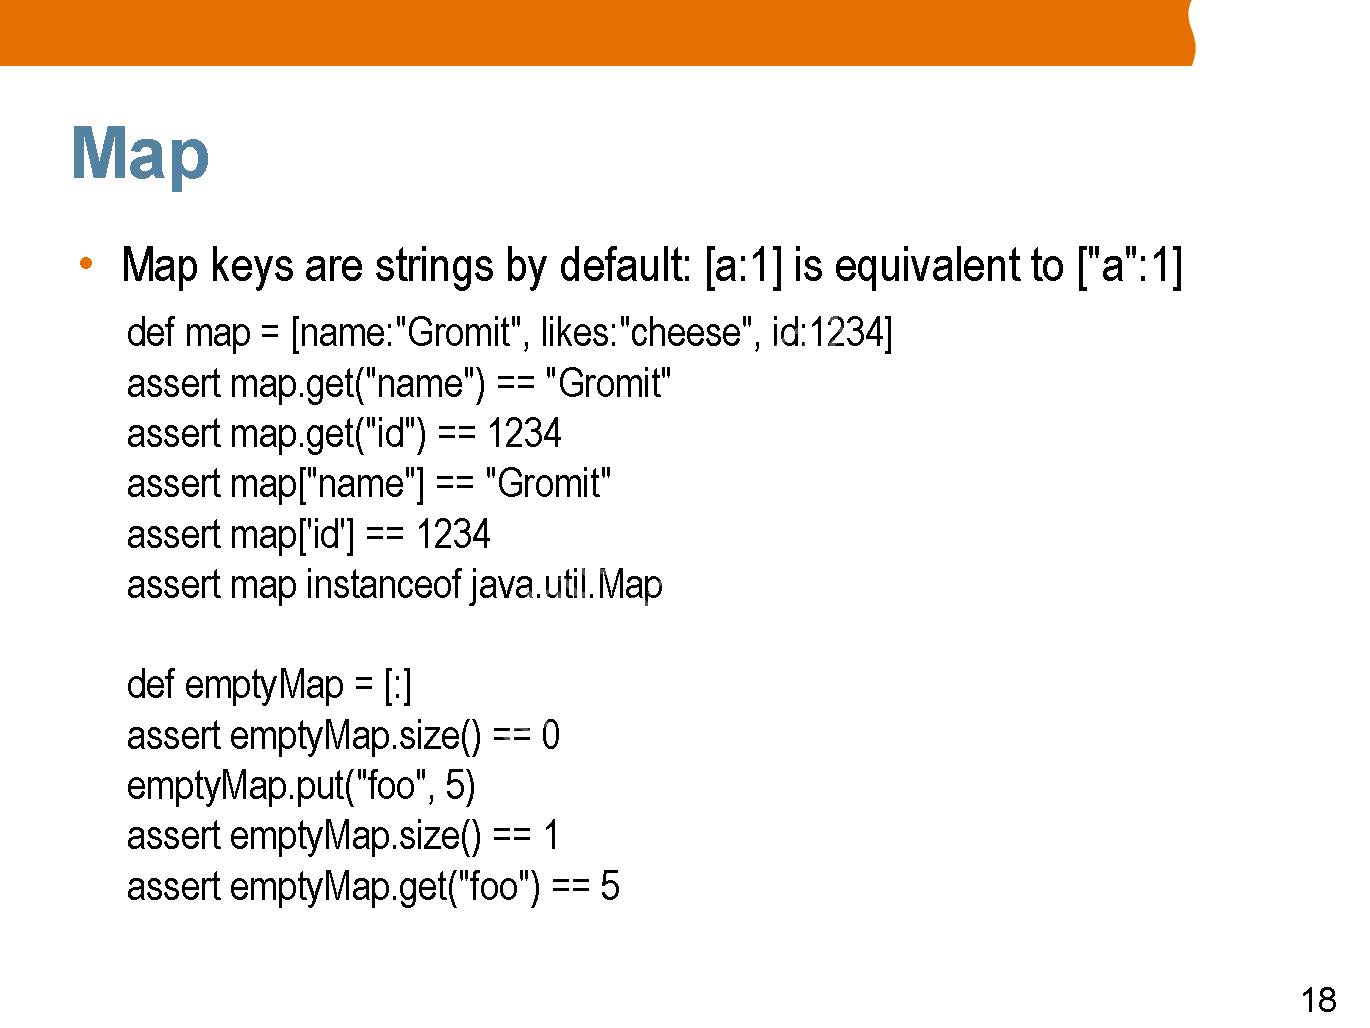 Map
• Map keys are strings by default: [a:1] is equivalent to ["a":1]
def map = [name:"Gromit", likes:"cheese", id:1234]
assert map.get("name") == "Gromit"
assert map.get("id") == 1234
assert map["name"] == "Gromit"
assert map['id'] == 1234
assert map instanceof java.util.Map
def emptyMap = [:]
assert emptyMap.size() == 0
emptyMap.put("foo", 5)
assert emptyMap.size() == 1
assert emptyMap.get("foo") == 5
18